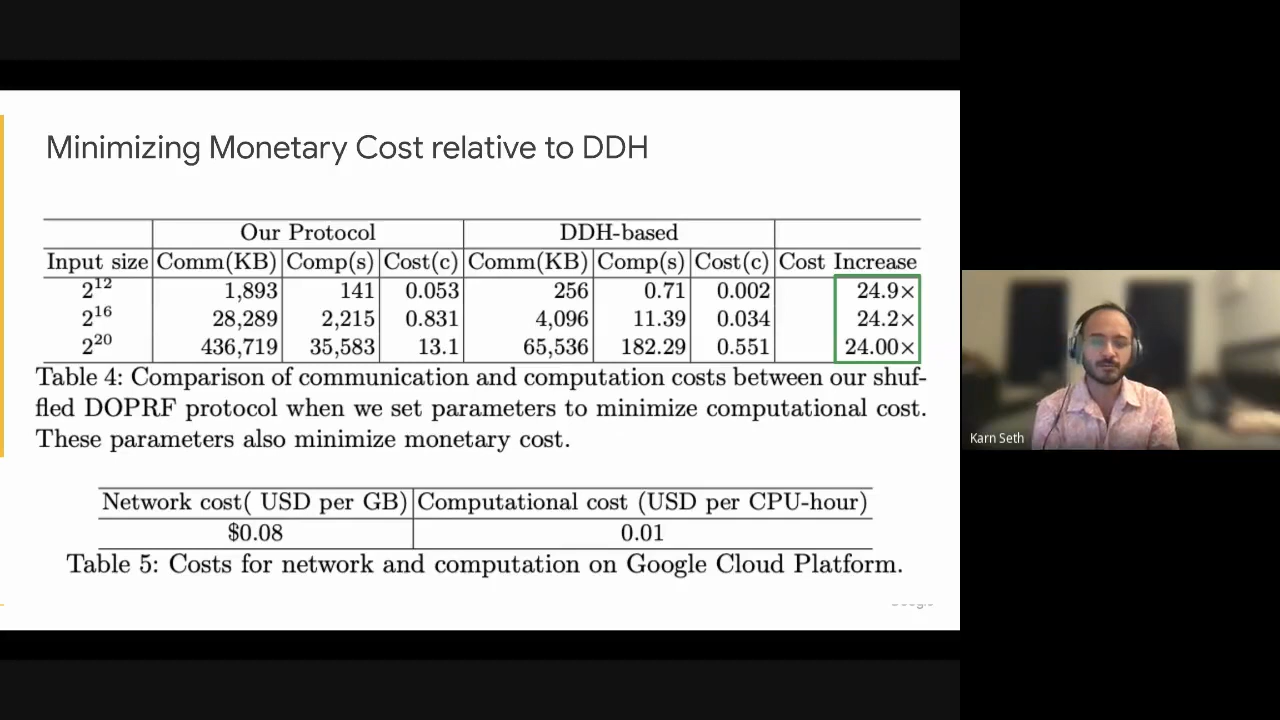 Minimizing Monetary Cost relative to DDH
Our Protocol DDH-based
Input size Comm(KB) Comp(s) Cost(c) Comm(KB) Comp(s) Cost(c) Cost Increase
2^12 1,893 141 0.053 256 0.71 0.002 24.9×
2^16 28,289 2,215 0.831 4,096 11.39 0.034 24.2×
2^20 436,719 35,583 13.1 65,536 182.29 0.551 24.00×
Table 4: Comparison of communication and computation costs between our shuf-
fled DOPRF protocol when we set parameters to minimize computational cost.
These parameters also minimize monetary cost.
Network cost( USD per GB) Computational cost (USD per CPU-hour)
$0.08 0.01
Table 5: Costs for network and computation on Google Cloud Platform.
Karn Seth